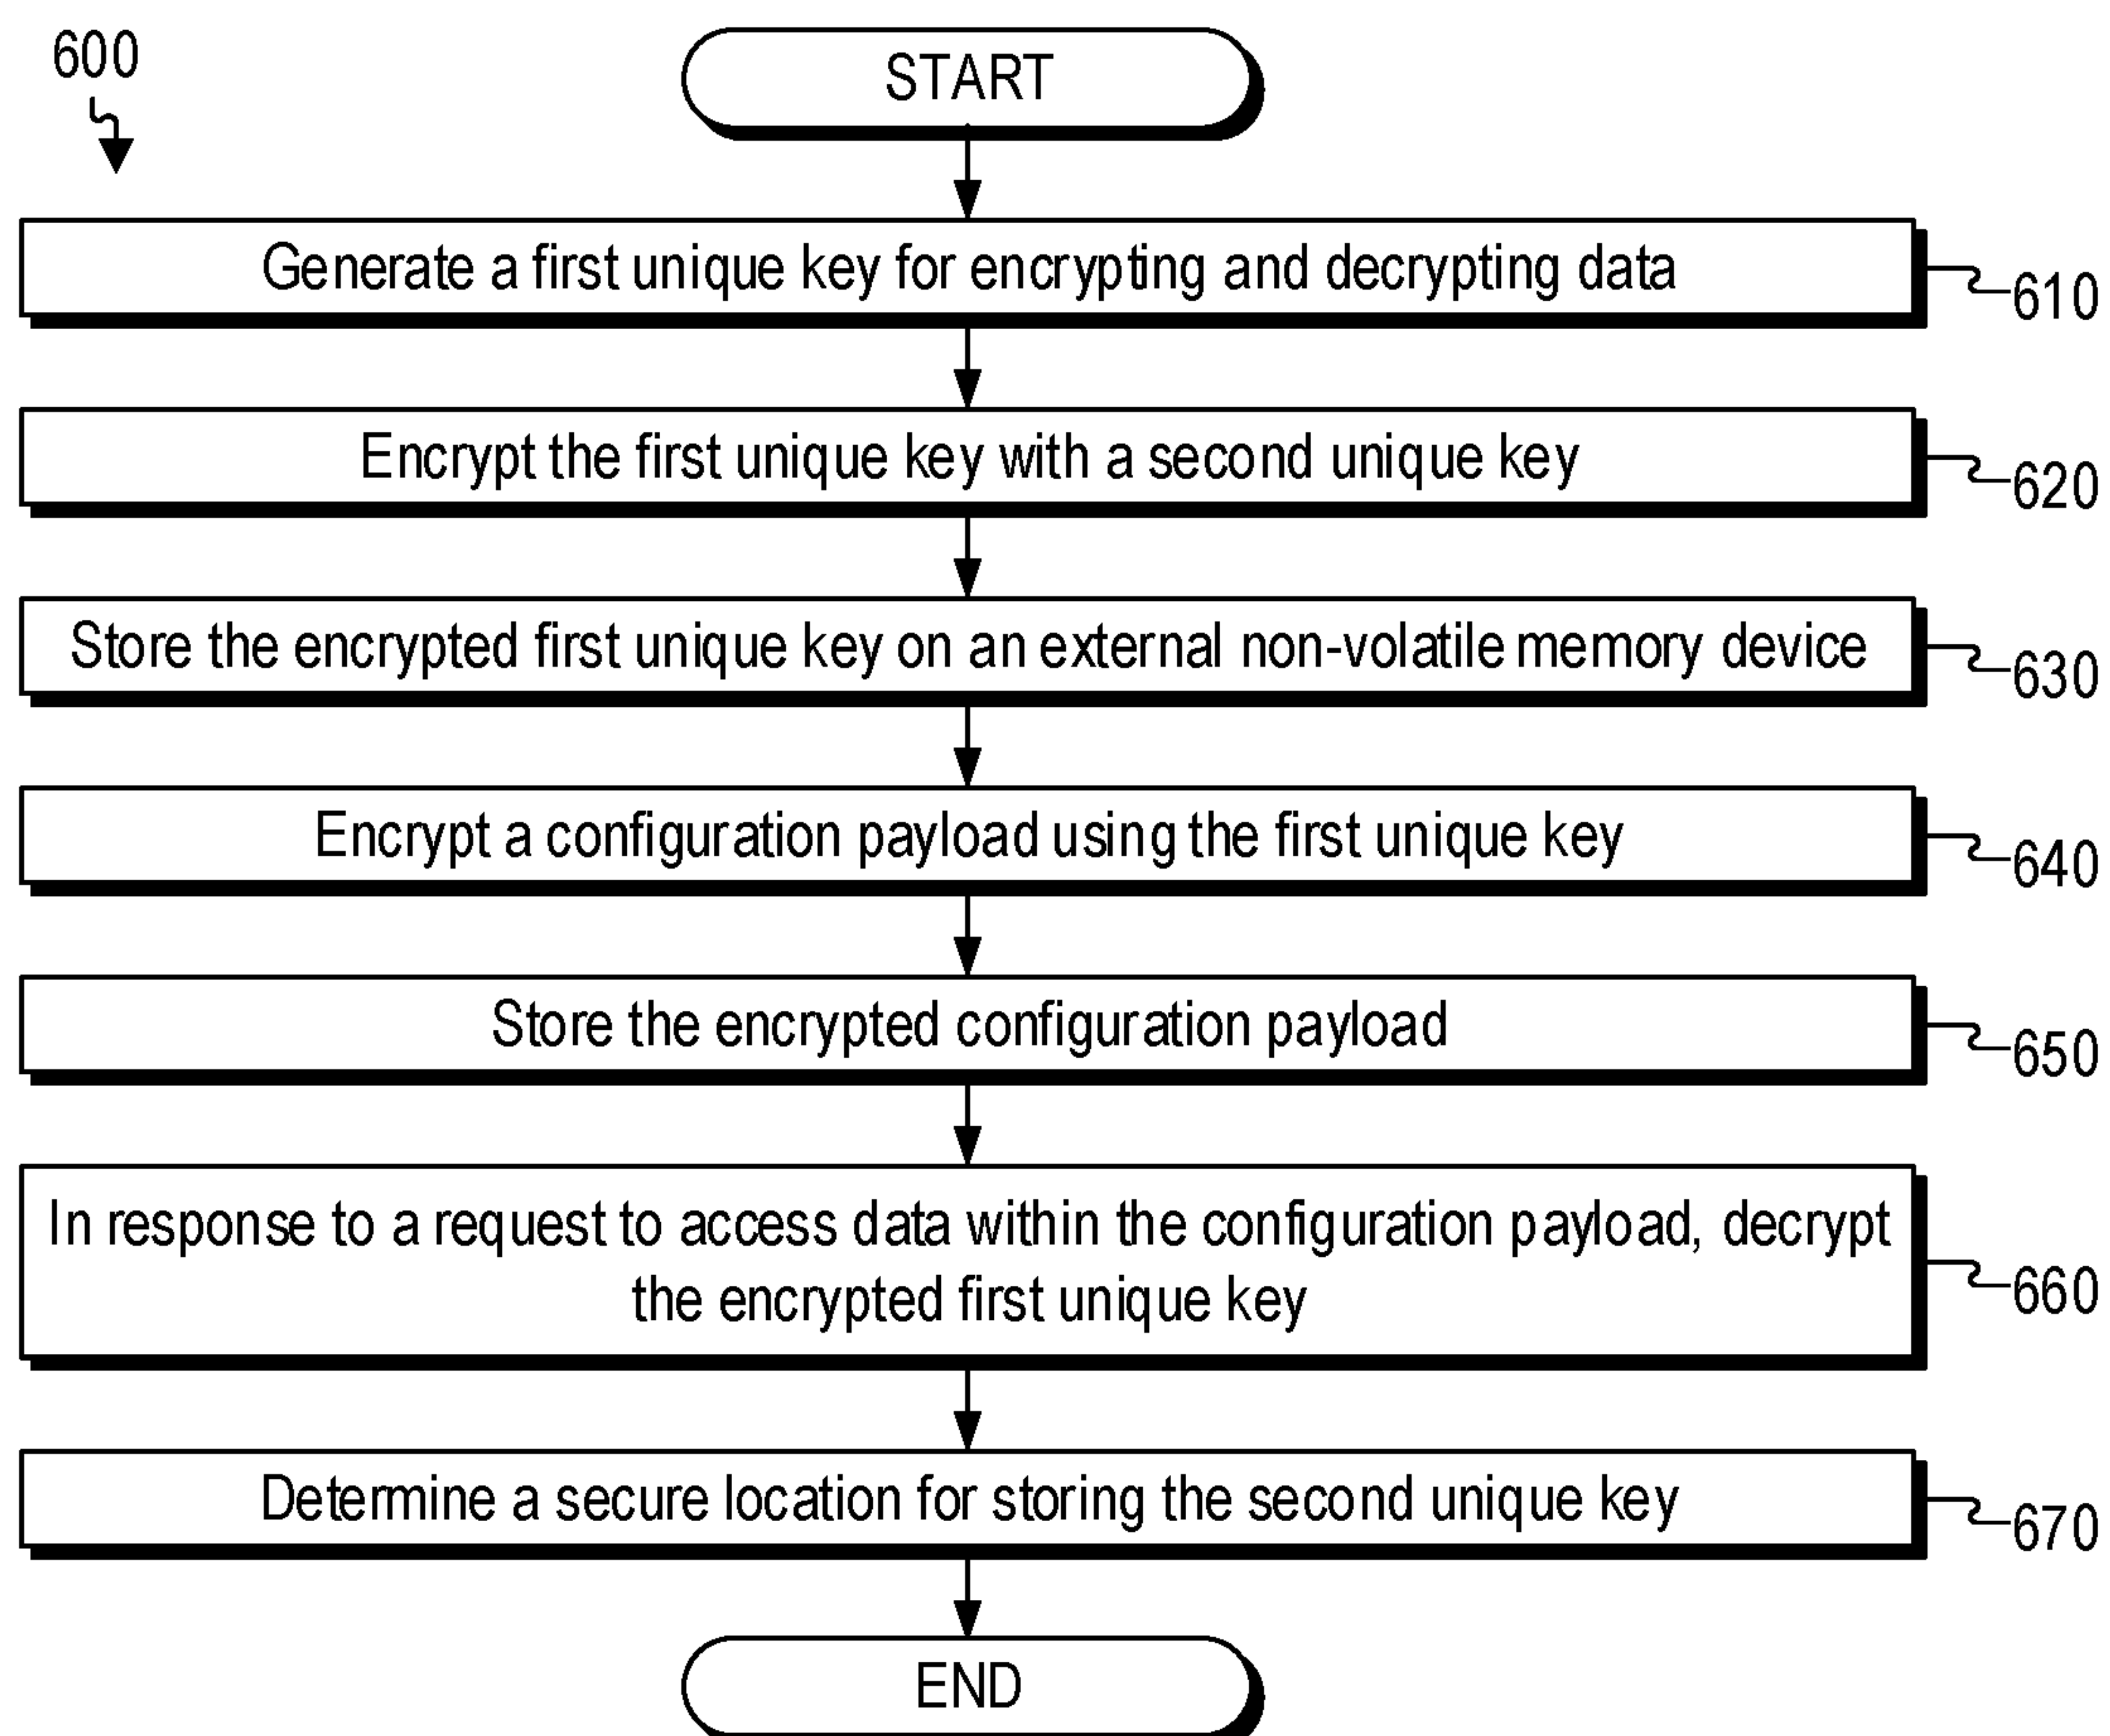 600
START
Generate a first unique key for encrypting and decrypting data
610
Encrypt the first unique key with a second unique key
620
Store the encrypted first unique key on an external non-volatile memory device
630
Encrypt a configuration payload using the first unique key
640
Store the encrypted configuration payload
650
In response to a request to access data within the configuration payload, decrypt
the encrypted first unique key
660
Determine a secure location for storing the second unique key
670
END